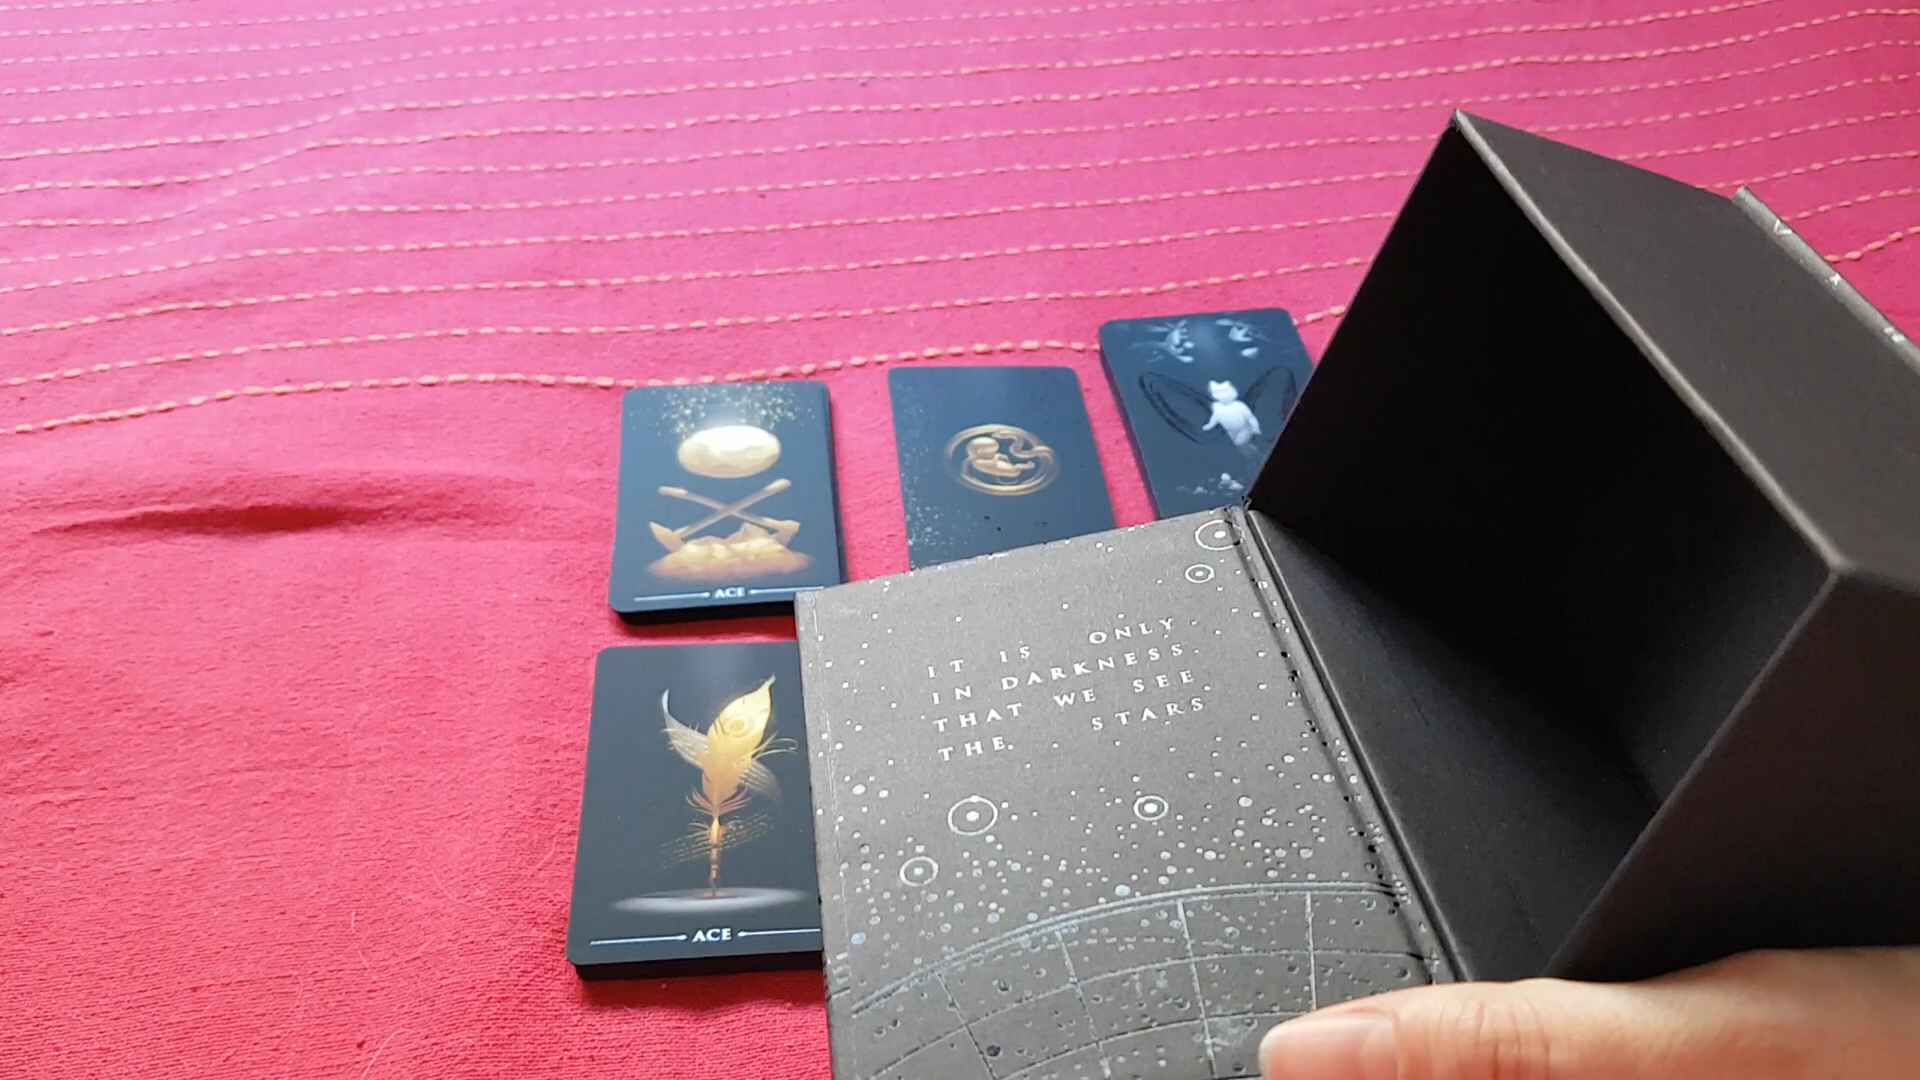 ACE
IT IS ONLY
IN DARKNESS
THAT WE SEE
THE STARS
ACE